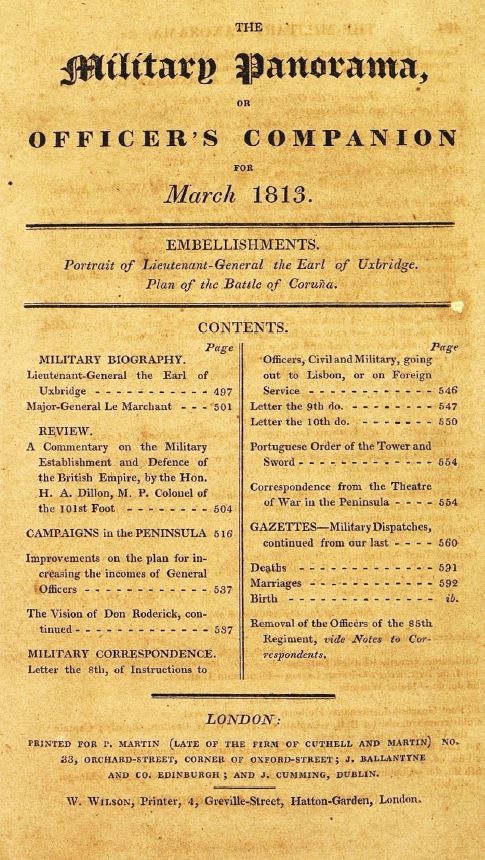 THE
Military Panorama,
OR
OFFICER'S COMPANION
FOR
March 1813.
EMBELLISHMENTS.
Portrait of Lieutenant-General the Earl of Uxbridge.
Plan of the Battle of Coruña.
CONTENTS.
Page
MILITARY BIOGRAPHY.
Lieutenant-General the Earl of
Uxbridge - - - - - - - - - - - 497
Major-General Le Marchant - - - 501
REVIEW.
A Commentary on the Military
Establishment and Defence of
the British Empire, by the Hon.
H. A. Dillon, M. P. Colonel of
the 101st Foot - - - - - - - - 504
CAMPAIGNS in the PENINSULA 516
Improvements on the plan for in-
creasing the incomes of General
Officers - - - - - - - - - - - - 537
The Vision of Don Roderick, con-
tinued - - - - - - - - - - - - - 537
MILITARY CORRESPONDENCE.
Letter the 8th, of Instructions to
Page
Officers, Civil and Military, going
out to Lisbon, or on Foreign
Service - - - - - - - - - - - - 546
Letter the 9th do. - - - - - - - - 547
Letter the 10th do. - - - - - - - 550
Portuguese Order of the Tower and
Sword - - - - - - - - - - - - - 554
Correspondence from the Theatre
of War in the Peninsula - - - - 554
GAZETTES—Military Dispatches,
continued from our last - - - - 560
Deaths - - - - - - - - - - - - - 591
Marriages - - - - - - - - - - - - 592
Birth - - - - - - - - - - - - - - ib.
Removal of the Officers of the 85th
Regiment, vide Notes to Cor-
respondents.
LONDON:
PRINTED FOR P. MARTIN (LATE OF THE FIRM OF CUTHELL AND MARTIN) NO.
33, ORCHARD-STREET, CORNER OF OXFORD-STREET; J. BALLANTYNE
AND CO. EDINBURGH; AND J. CUMMING, DUBLIN.
W. WILSON, Printer, 4, Greville-Street, Hatton-Garden, London.